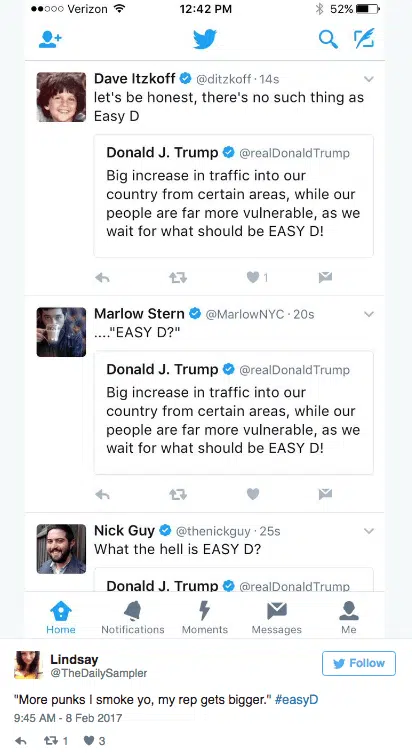 Verizon 12:42 PM 52%
Dave Itzkoff @ditzkoff · 14s
let's be honest, there's no such thing as
Easy D
Donald J. Trump @realDonaldTrump
Big increase in traffic into our
country from certain areas, while our
people are far more vulnerable, as we
wait for what should be EASY D!
1
Marlow Stern @MarlowNYC · 20s
...."EASY D?"
Donald J. Trump @realDonaldTrump
Big increase in traffic into our
country from certain areas, while our
people are far more vulnerable, as we
wait for what should be EASY D!
Nick Guy @thenickguy · 25s
What the hell is EASY D?
Donald J. Trump @realDonaldTrump
Home Notifications Moments Messages Me
Lindsay
@TheDailySampler
Follow
"More punks I smoke yo, my rep gets bigger." #easyD
9:45 AM - 8 Feb 2017
1 3